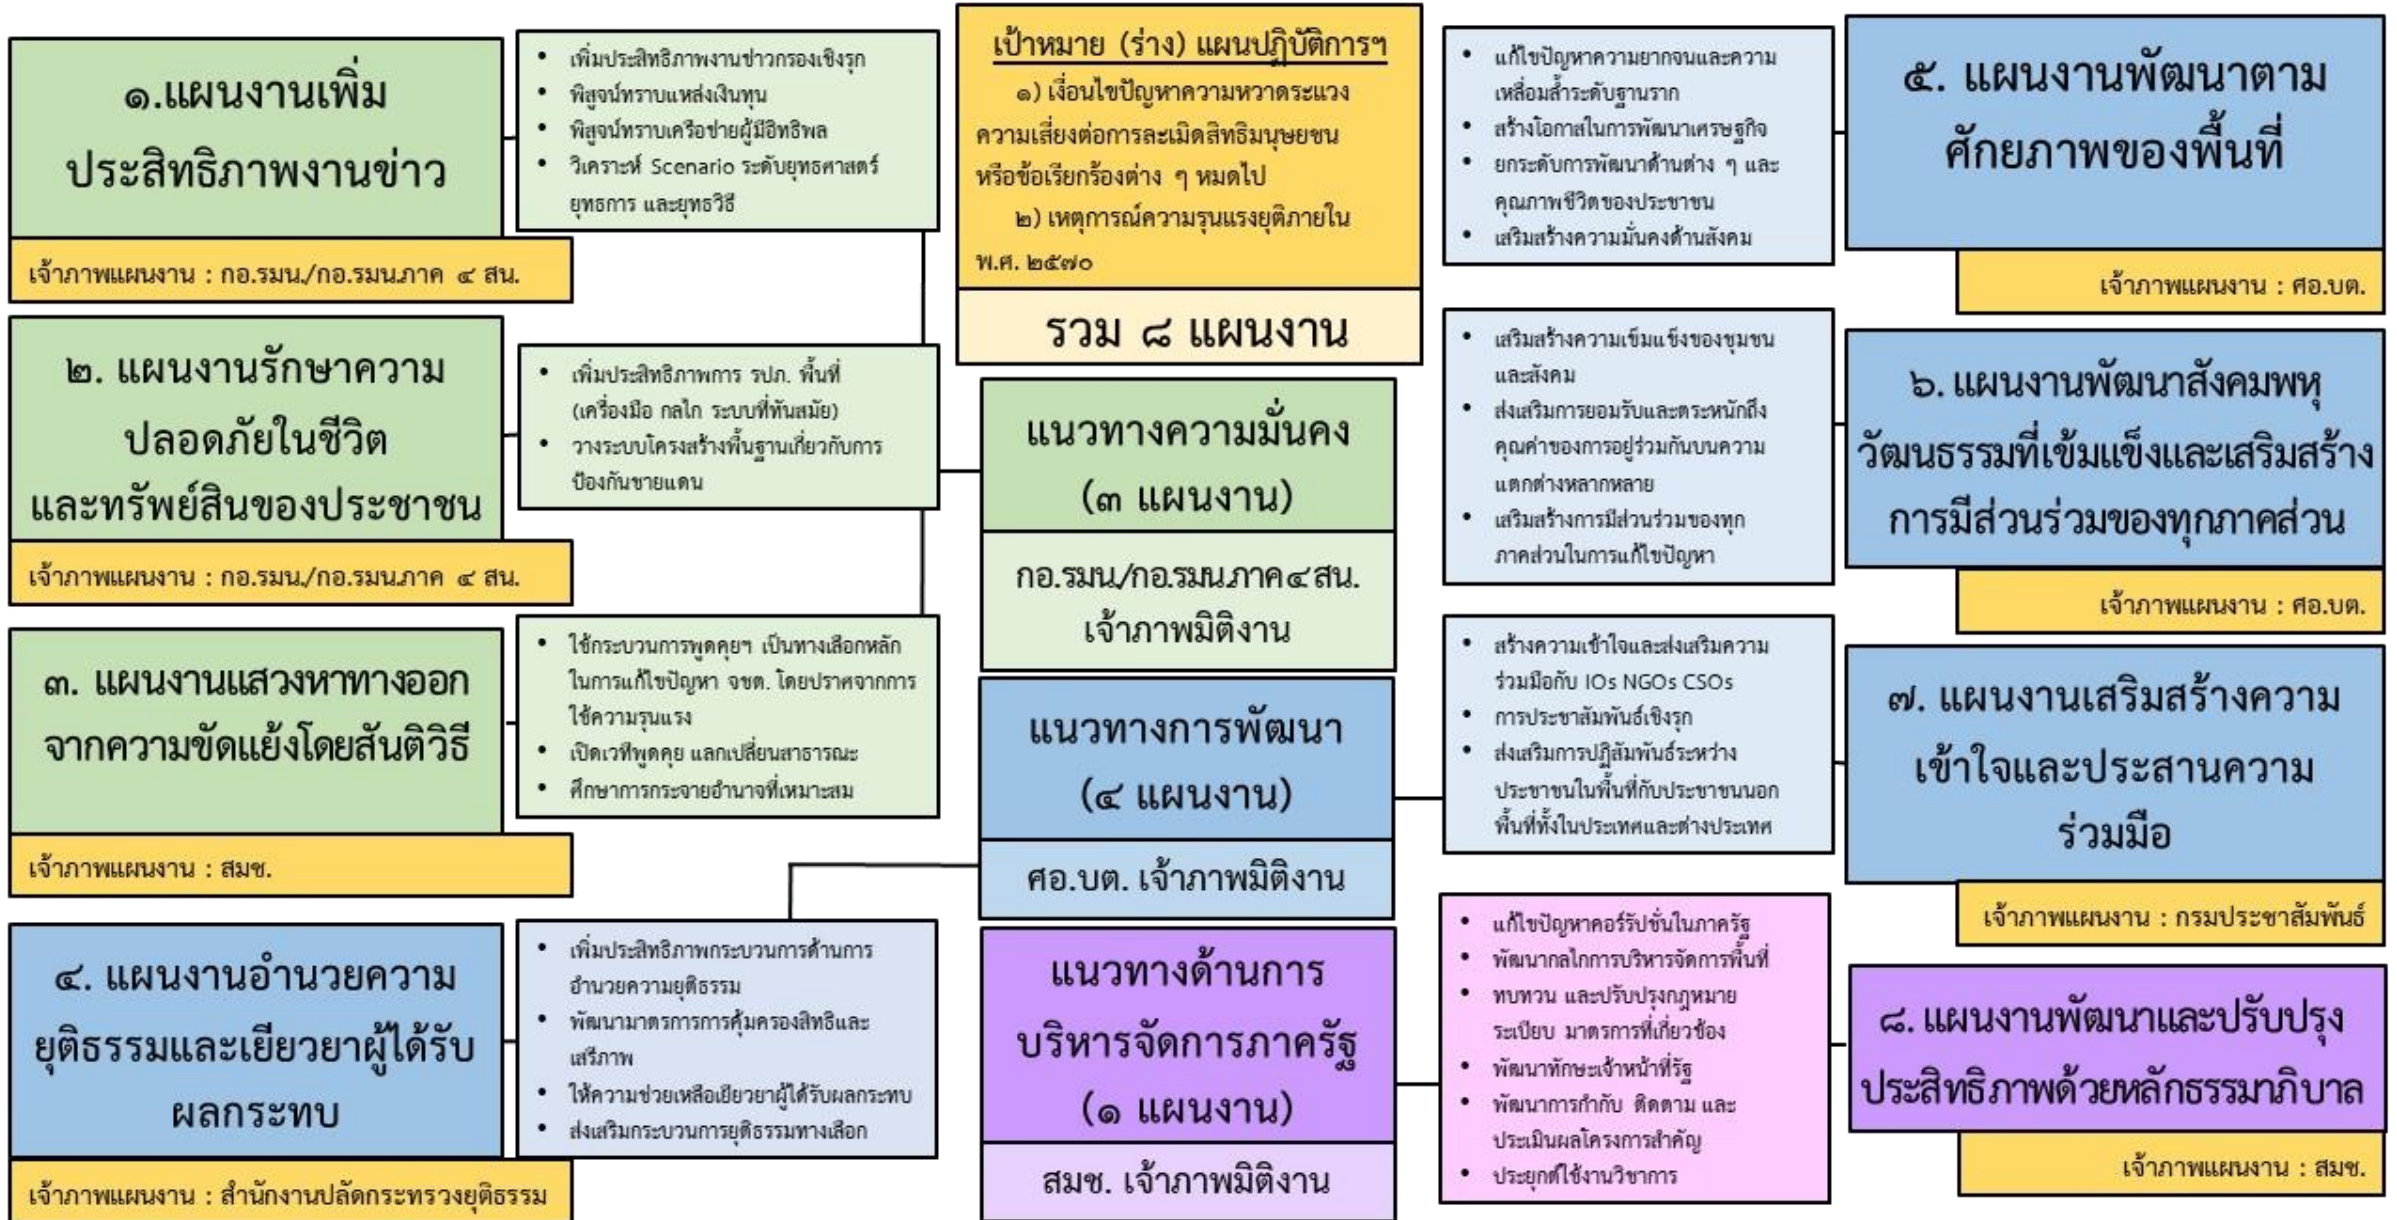 ๑.แผนงานเพิ่ม
ประสิทธิภาพงานข่าว
เจ้าภาพแผนงาน : กอ.รมน./กอ.รมน.ภาค ๔ สน.
• เพิ่มประสิทธิภาพงานข่าวกรองเชิงรุก
• พิสูจน์ทราบแหล่งเงินทุน
• พิสูจน์ทราบเครือข่ายผู้มีอิทธิพล
• วิเคราะห์ Scenario ระดับยุทธศาสตร์
ยุทธการ และยุทธวิธี
๒. แผนงานรักษาความ
ปลอดภัยในชีวิต
และทรัพย์สินของประชาชน
เจ้าภาพแผนงาน : กอ.รมน./กอ.รมน.ภาค ๔ สน.
• เพิ่มประสิทธิภาพการ รปภ. พื้นที่
(เครื่องมือ กลไก ระบบที่ทันสมัย)
• วางระบบโครงสร้างพื้นฐานเกี่ยวกับการ
ป้องกันชายแดน
๓. แผนงานแสวงหาทางออก
จากความขัดแย้งโดยสันติวิธี
เจ้าภาพแผนงาน : สมช.
• ใช้กระบวนการพูดคุยฯ เป็นทางเลือกหลัก
ในการแก้ไขปัญหา จชต. โดยปราศจากการ
ใช้ความรุนแรง
• เปิดเวทีพูดคุย แลกเปลี่ยนสาธารณะ
• ศึกษาการกระจายอำนาจที่เหมาะสม
๔. แผนงานอำนวยความ
ยุติธรรมและเยียวยาผู้ได้รับ
ผลกระทบ
เจ้าภาพแผนงาน : สำนักงานปลัดกระทรวงยุติธรรม
• เพิ่มประสิทธิภาพกระบวนการด้านการ
อำนวยความยุติธรรม
• พัฒนามาตรการการคุ้มครองสิทธิและ
เสรีภาพ
• ให้ความช่วยเหลือเยียวยาผู้ได้รับผลกระทบ
• ส่งเสริมกระบวนการยุติธรรมทางเลือก
เป้าหมาย (ร่าง) แผนปฏิบัติการฯ
๑) เงื่อนไขปัญหาความหวาดระแวง
ความเสี่ยงต่อการละเมิดสิทธิมนุษยชน
หรือข้อเรียกร้องต่าง ๆ หมดไป
๒) เหตุการณ์ความรุนแรงยุติภายใน
พ.ศ. ๒๕๗๐
รวม ๘ แผนงาน
แนวทางความมั่นคง
(๓ แผนงาน)
กอ.รมน./กอ.รมน.ภาค๔สน.
เจ้าภาพมิติงาน
แนวทางการพัฒนา
(๔ แผนงาน)
ศอ.บต. เจ้าภาพมิติงาน
แนวทางด้านการ
บริหารจัดการภาครัฐ
(๑ แผนงาน)
สมช. เจ้าภาพมิติงาน
• แก้ไขปัญหาความยากจนและความ
เหลื่อมล้ำระดับฐานราก
• สร้างโอกาสในการพัฒนาเศรษฐกิจ
• ยกระดับการพัฒนาด้านต่าง ๆ และ
คุณภาพชีวิตของประชาชน
• เสริมสร้างความมั่นคงด้านสังคม
๕. แผนงานพัฒนาตาม
ศักยภาพของพื้นที่
เจ้าภาพแผนงาน : ศอ.บต.
• เสริมสร้างความเข้มแข็งของชุมชน
และสังคม
• ส่งเสริมการยอมรับและตระหนักถึง
คุณค่าของการอยู่ร่วมกันบนความ
แตกต่างหลากหลาย
• เสริมสร้างการมีส่วนร่วมของทุก
ภาคส่วนในการแก้ไขปัญหา
๖. แผนงานพัฒนาสังคมพหุ
วัฒนธรรมที่เข้มแข็งและเสริมสร้าง
การมีส่วนร่วมของทุกภาคส่วน
เจ้าภาพแผนงาน : ศอ.บต.
• สร้างความเข้าใจและส่งเสริมความ
ร่วมมือกับ IOs NGOs CSOs
• การประชาสัมพันธ์เชิงรุก
• ส่งเสริมการปฏิสัมพันธ์ระหว่าง
ประชาชนในพื้นที่กับประชาชนนอก
พื้นที่ทั้งในประเทศและต่างประเทศ
๗. แผนงานเสริมสร้างความ
เข้าใจและประสานความ
ร่วมมือ
เจ้าภาพแผนงาน : กรมประชาสัมพันธ์
• แก้ไขปัญหาคอร์รัปชั่นในภาครัฐ
• พัฒนากลไกการบริหารจัดการพื้นที่
• ทบทวน และปรับปรุงกฎหมาย
ระเบียบ มาตรการที่เกี่ยวข้อง
• พัฒนาทักษะเจ้าหน้าที่รัฐ
• พัฒนาการกำกับ ติดตาม และ
ประเมินผลโครงการสำคัญ
• ประยุกต์ใช้งานวิชาการ
๘. แผนงานพัฒนาและปรับปรุง
ประสิทธิภาพด้วยหลักธรรมาภิบาล
เจ้าภาพแผนงาน : สมช.